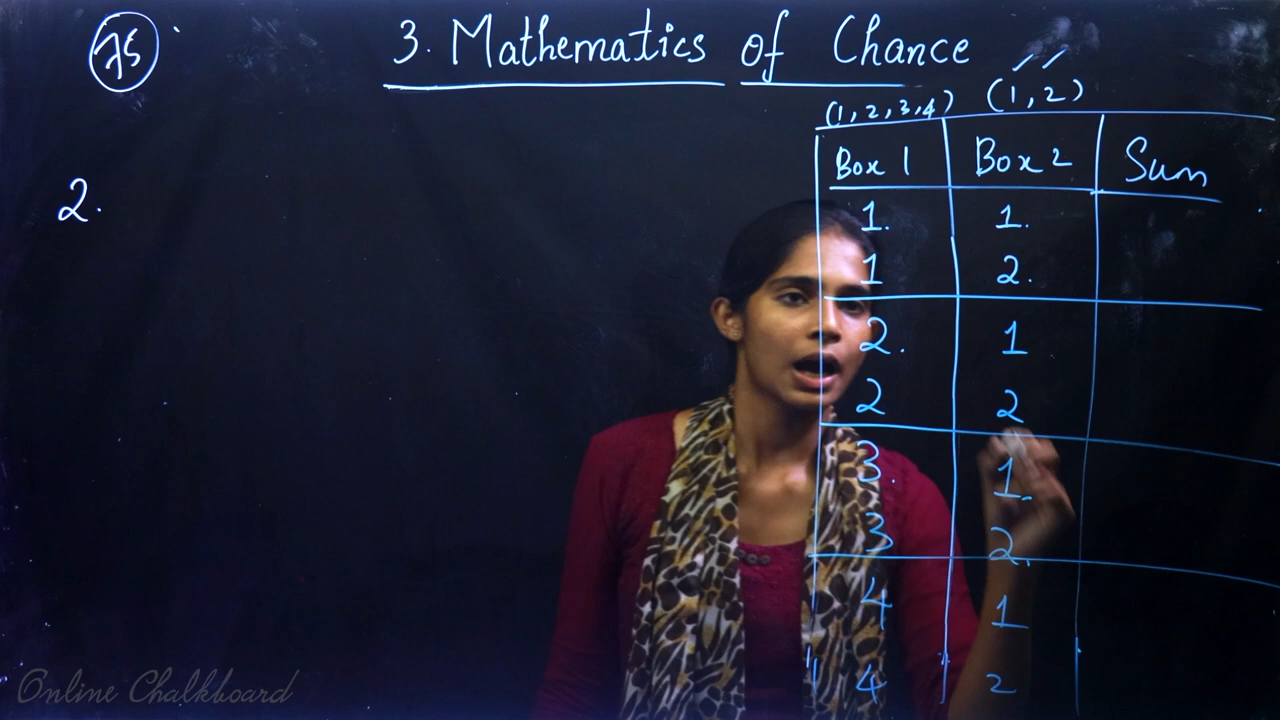 75
3. Mathematics of Chance
(1, 2, 3, 4) (1, 2)
Box 1 Box 2 Sum
2.
1. 1.
1 2.
2. 1
2 2
3. 1
3 2.
4 1
4 2
Online Chalkboard